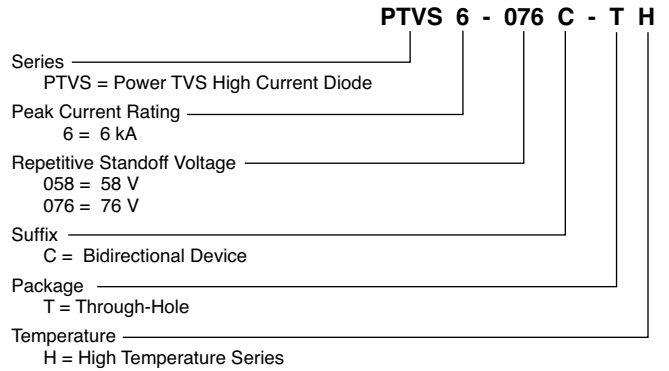 PTVS 6 - 076 C - T H
Series
PTVS = Power TVS High Current Diode
Peak Current Rating
6 = 6 kA
Repetitive Standoff Voltage
058 = 58 V
076 = 76 V
Suffix
C = Bidirectional Device
Package
T = Through-Hole
Temperature
H = High Temperature Series